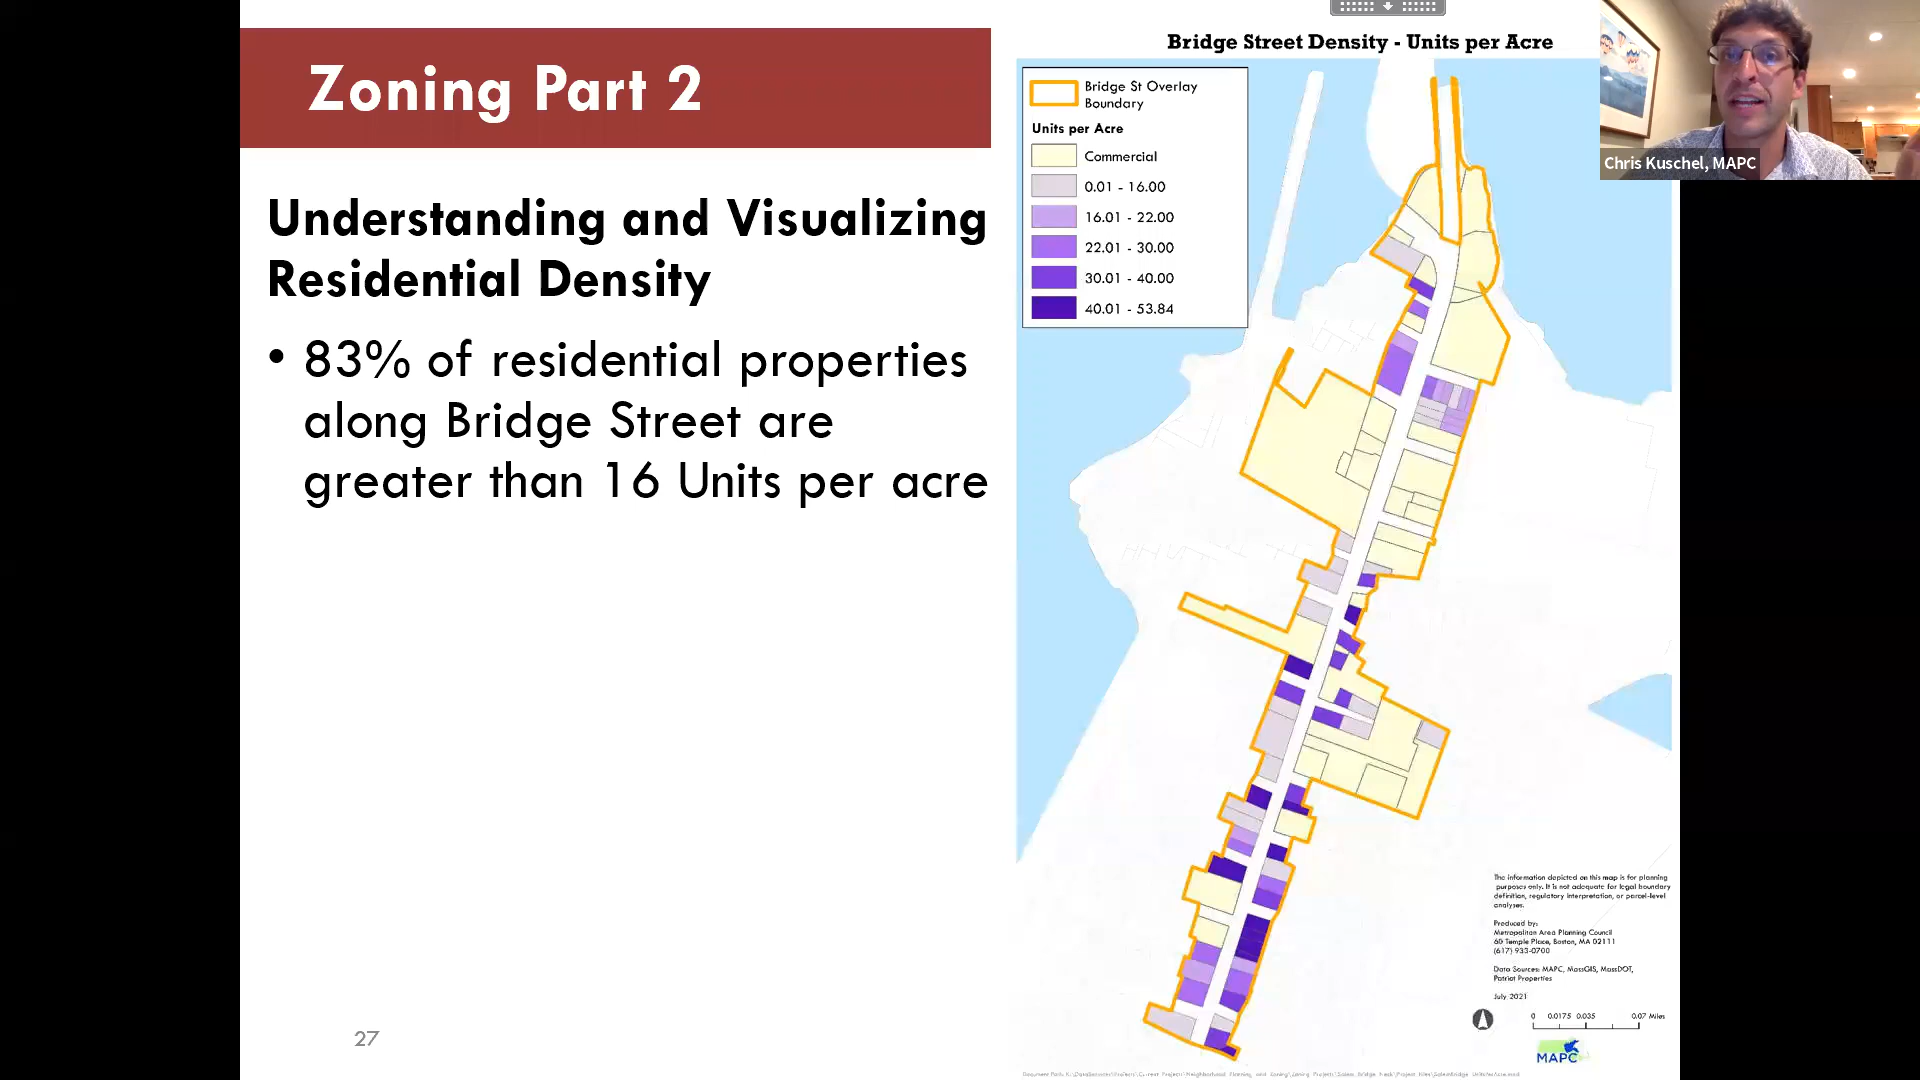 Zoning Part 2
Understanding and Visualizing
Residential Density
• 83% of residential properties
along Bridge Street are
greater than 16 Units per acre
27
Bridge Street Density - Units per Acre
Bridge St Overlay
Boundary
Units per Acre
Commercial
0.01 - 16.00
16.01 - 22.00
22.01 - 30.00
30.01 - 40.00
40.01 - 53.84
Chris Kuschel, MAPC
The information depicted on this map is for planning
purposes only. It is not adequate for legal boundary
definition, regulatory interpretation, or parcel-level
analyses.
Produced by:
Metropolitan Area Planning Council
60 Temple Place, Boston, MA 02111
(617) 933-0700
Data Sources: MAPC, MassGIS, MassDOT,
Patriot Properties
July 2021
0 0.0175 0.035 0.07 Miles
MAPC